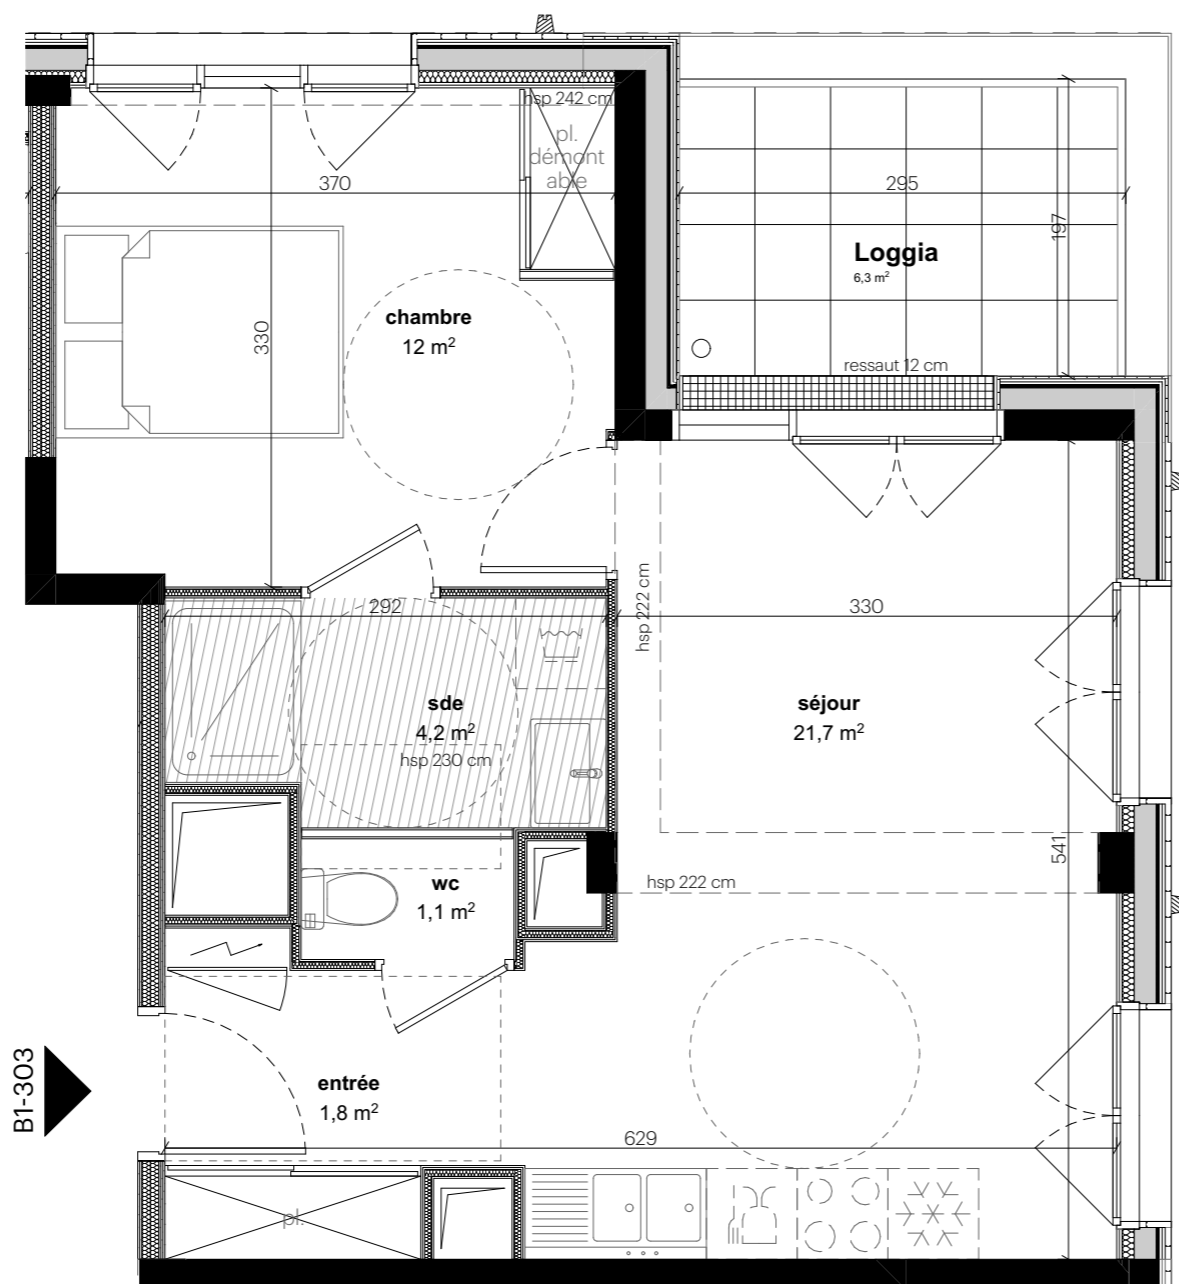 hsp 242 cm
pl.
démont
able
370
295
197
Loggia
6,3 m²
chambre
12 m²
330
ressaut 12 cm
292
hsp 222 cm
330
sde
4,2 m²
hsp 230 cm
séjour
21,7 m²
541
hsp 222 cm
wc
1,1 m²
B1-303
entrée
1,8 m²
629
pl.